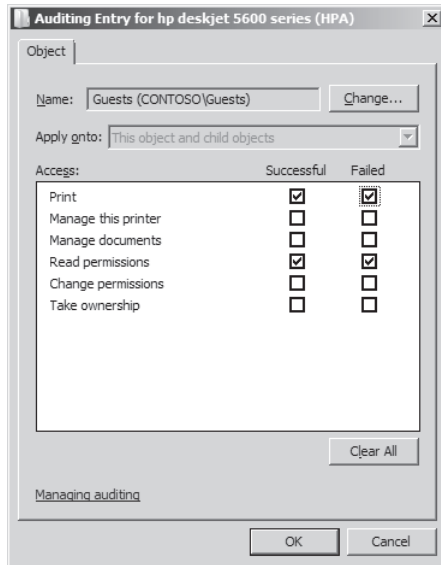 Auditing Entry for hp deskjet 5600 series (HPA)
Object
Name: Guests (CONTOSO\Guests) Change...
Apply onto: This object and child objects
Access: Successful Failed
Print
Manage this printer
Manage documents
Read permissions
Change permissions
Take ownership
Clear All
Managing auditing
OK Cancel